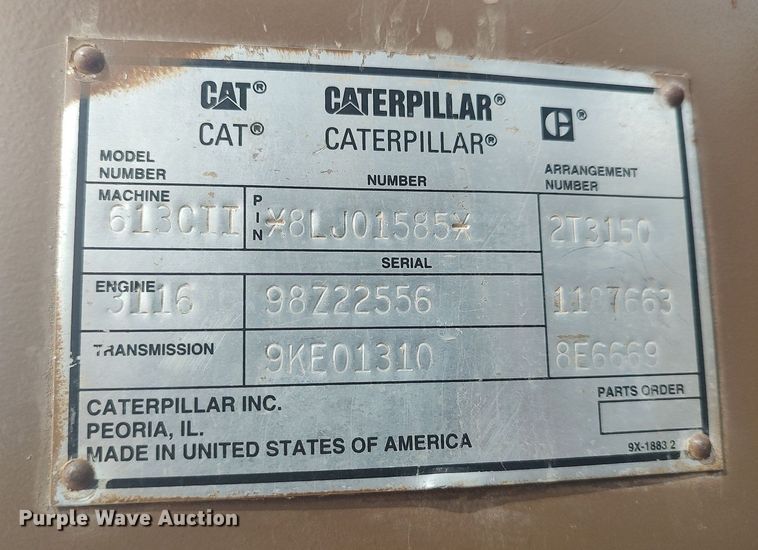 CAT® CATERPILLAR® C®
CAT® CATERPILLAR®
MODEL NUMBER NUMBER ARRANGEMENT NUMBER
MACHINE 613CII PIN *8LJ01585* 2T3150
SERIAL
ENGINE 3116 98Z22556 1187663
TRANSMISSION 9KE01310 8E6669
PARTS ORDER
CATERPILLAR INC.
PEORIA, IL.
MADE IN UNITED STATES OF AMERICA
9X-1883 2
Purple Wave Auction